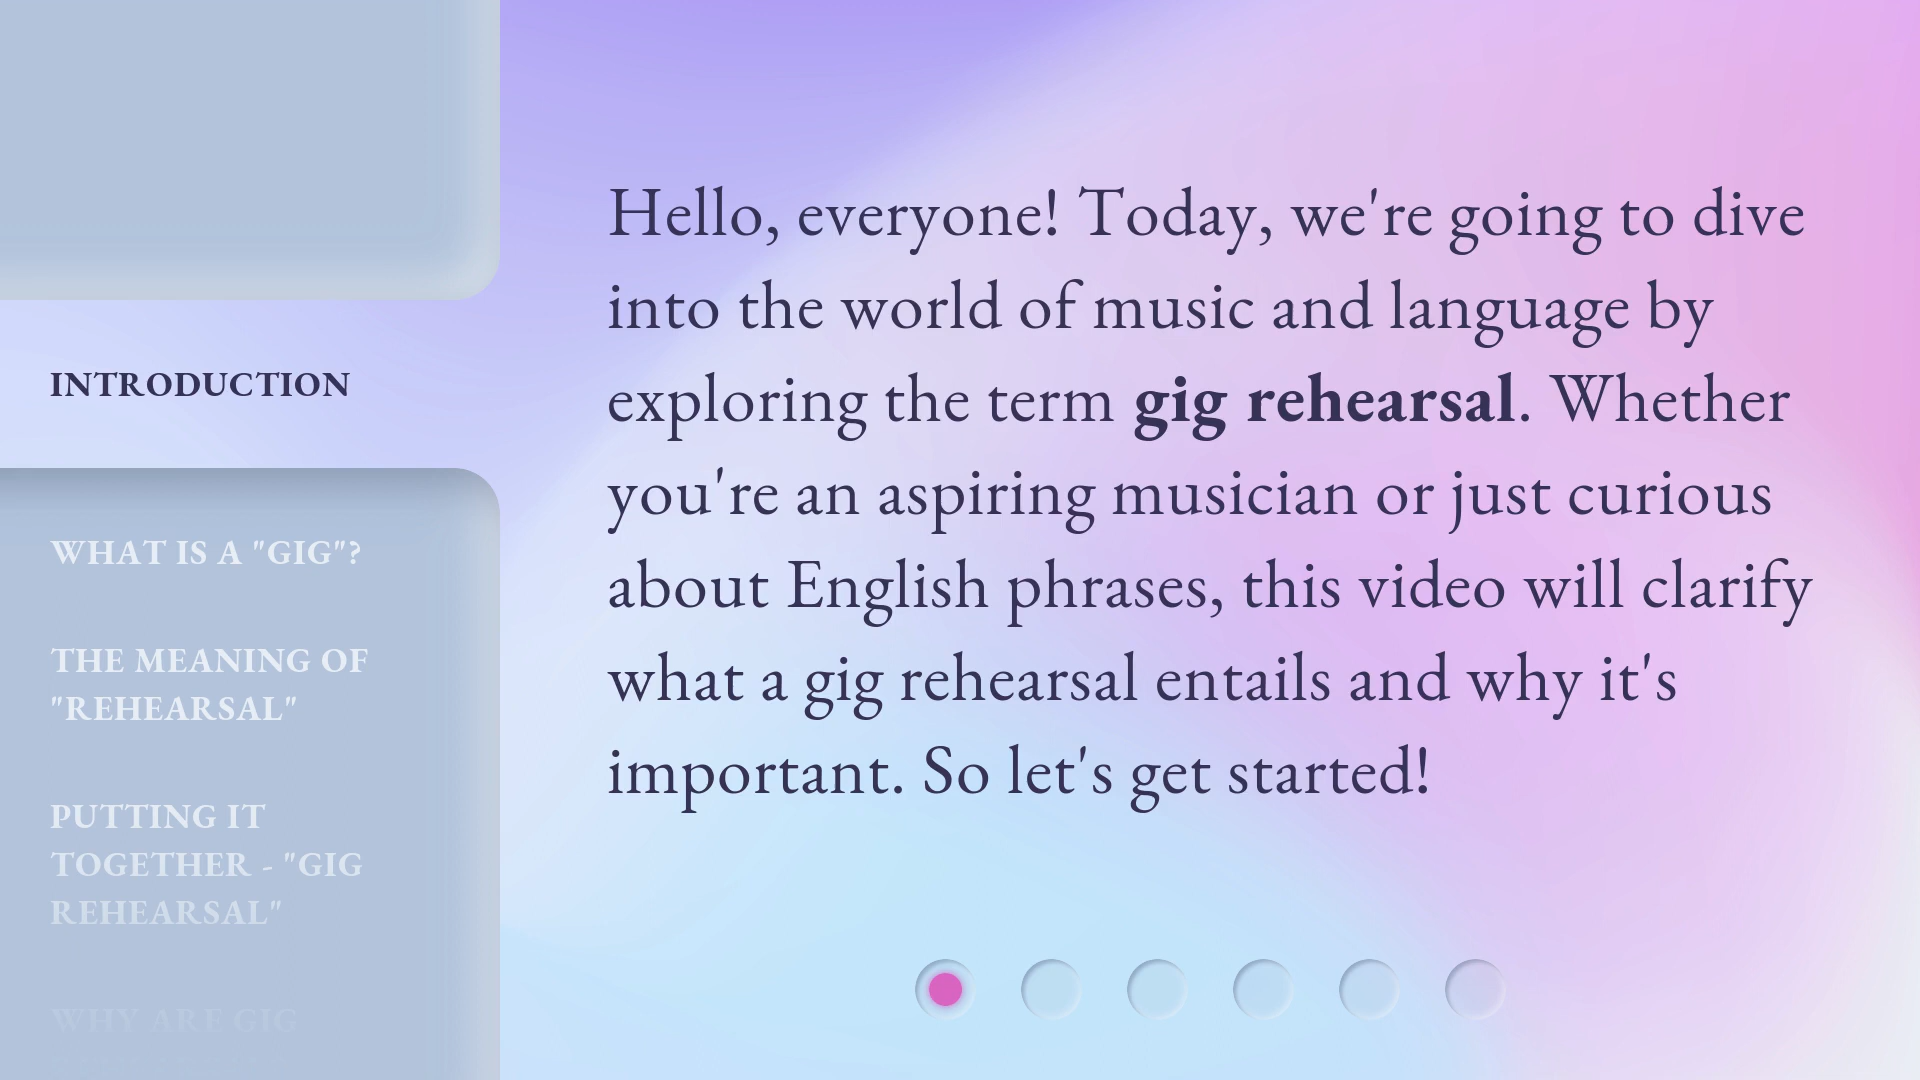 INTRODUCTION
WHAT IS A "GIG"?
THE MEANING OF
"REHEARSAL"
PUTTING IT
TOGETHER - "GIG
REHEARSAL"
WHY ARE GIG
Hello, everyone! Today, we're going to dive
into the world of music and language by
exploring the term gig rehearsal. Whether
you're an aspiring musician or just curious
about English phrases, this video will clarify
what a gig rehearsal entails and why it's
important. So let's get started!